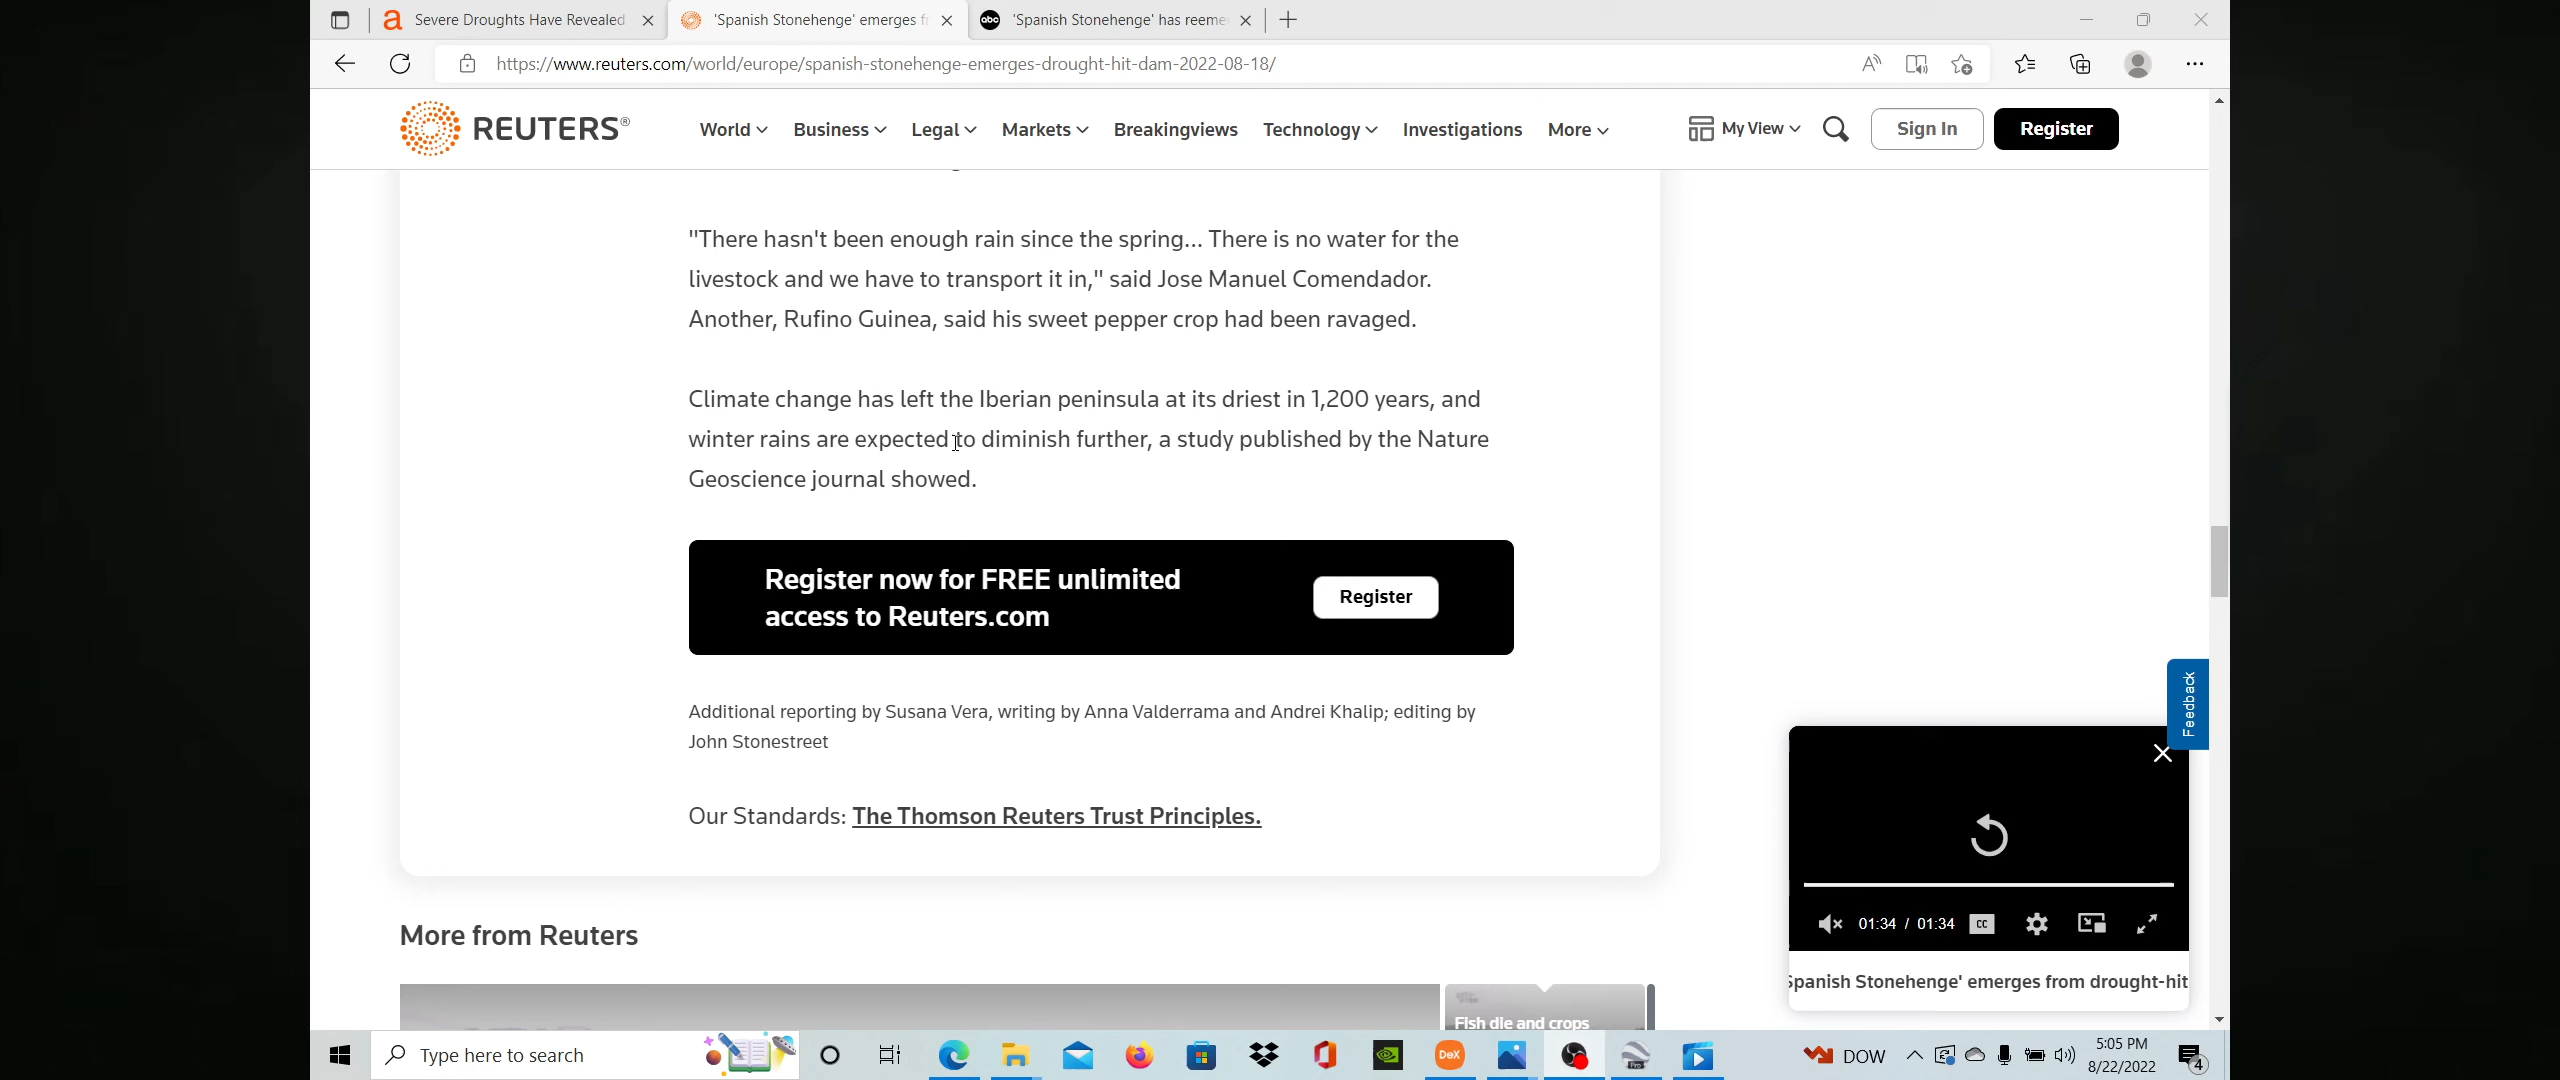 Severe Droughts Have Revealed
'Spanish Stonehenge' emerges f
'Spanish Stonehenge' has reeme
https://www.reuters.com/world/europe/spanish-stonehenge-emerges-drought-hit-dam-2022-08-18/
REUTERS®
World
Business
Legal
Markets
Breakingviews
Technology
Investigations
More
My View
Sign In
Register
"There hasn't been enough rain since the spring... There is no water for the
livestock and we have to transport it in," said Jose Manuel Comendador.
Another, Rufino Guinea, said his sweet pepper crop had been ravaged.
Climate change has left the Iberian peninsula at its driest in 1,200 years, and
winter rains are expected to diminish further, a study published by the Nature
Geoscience journal showed.
Register now for FREE unlimited
access to Reuters.com
Register
Additional reporting by Susana Vera, writing by Anna Valderrama and Andrei Khalip; editing by
John Stonestreet
Our Standards: The Thomson Reuters Trust Principles.
Feedback
01:34 / 01:34
CC
Spanish Stonehenge' emerges from drought-hit
More from Reuters
Fish die and crops
Type here to search
DeX
DOW
5:05 PM
8/22/2022
4